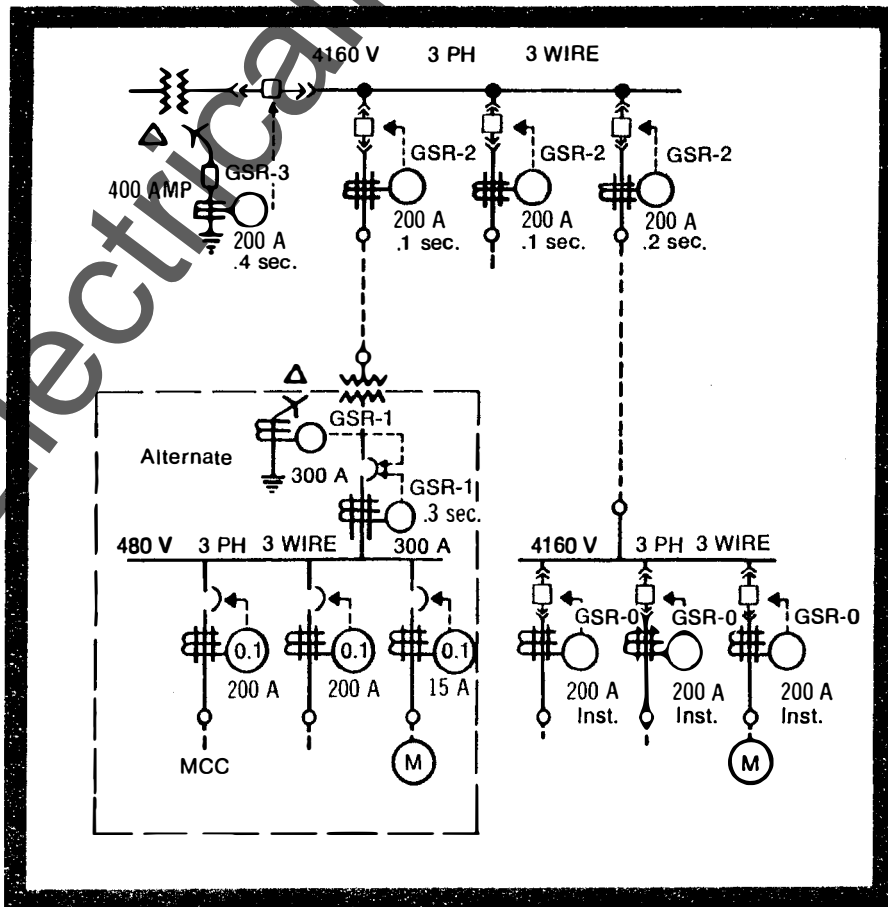 Electrical
4160 V 3 PH 3 WIRE
GSR-3
400 AMP
200 A
.4 sec.
GSR-2
200 A
.1 sec.
GSR-2
200 A
.1 sec.
GSR-2
200 A
.2 sec.
Alternate
GSR-1
300 A
GSR-1
.3 sec.
300 A
480 V 3 PH 3 WIRE
0.1
200 A
0.1
200 A
0.1
15 A
MCC
M
4160 V 3 PH 3 WIRE
GSR-0
200 A
Inst.
GSR-0
200 A
Inst.
GSR-0
200 A
Inst.
M